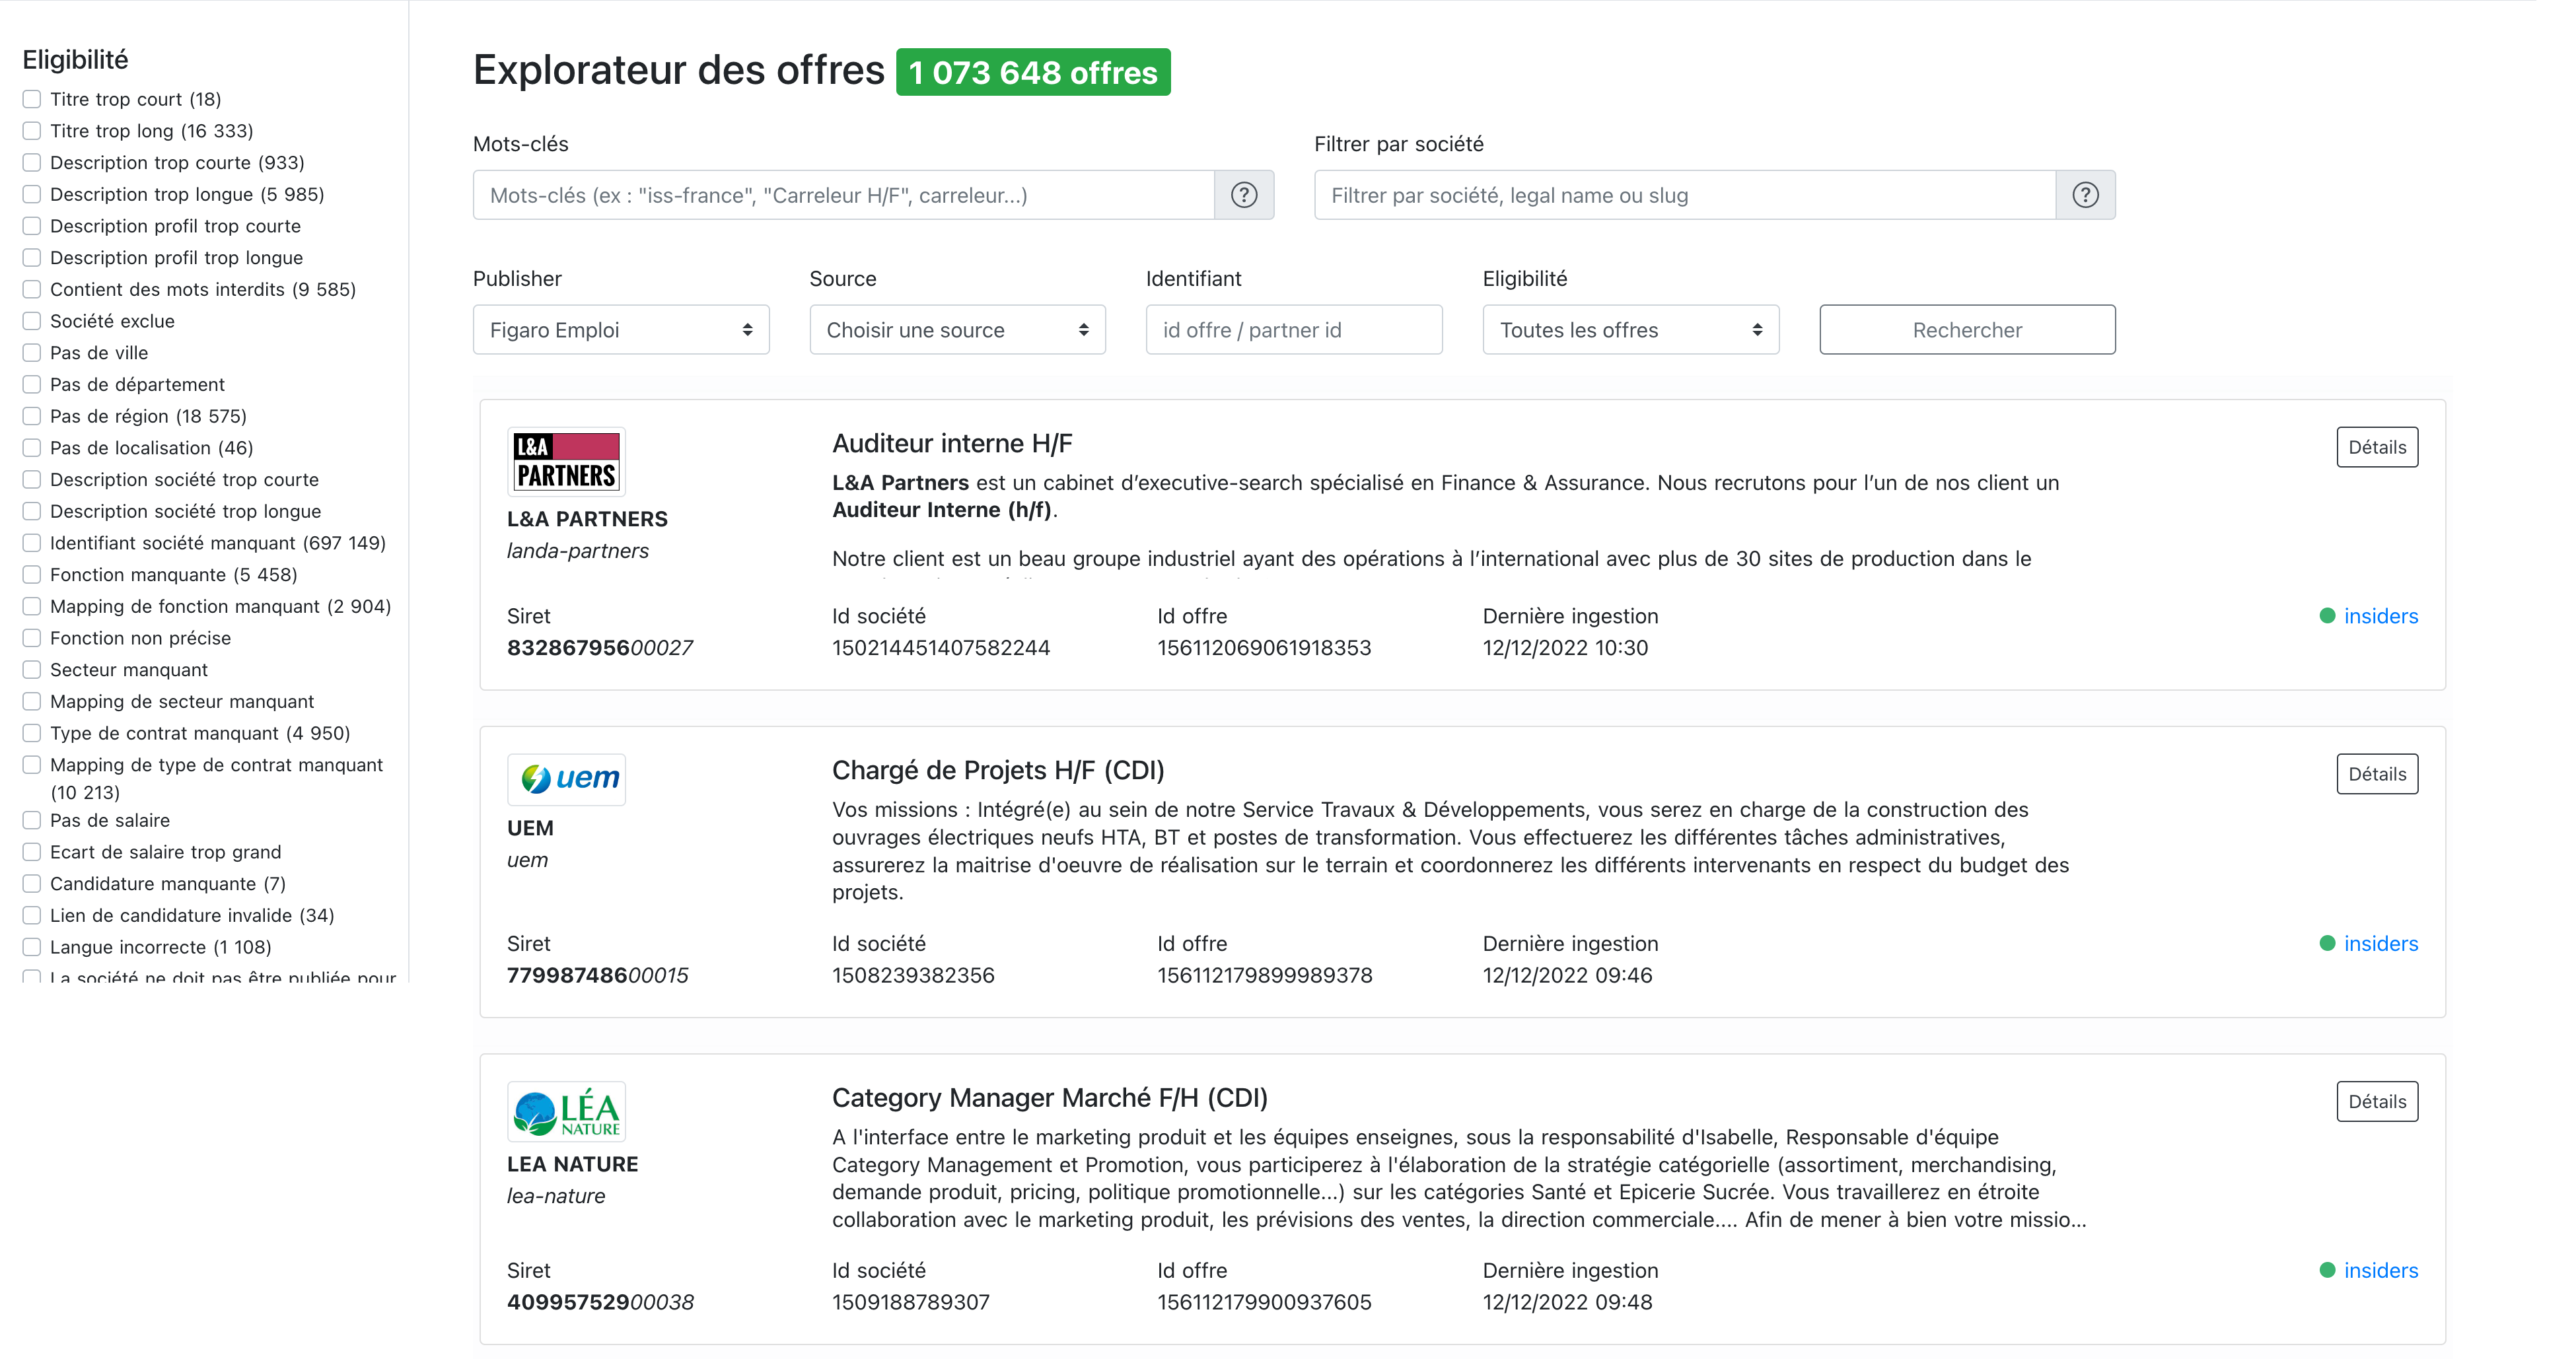 Eligibilité
Titre trop court (18)
Titre trop long (16 333)
Description trop courte (933)
Description trop longue (5 985)
Description profil trop courte
Description profil trop longue
Contient des mots interdits (9 585)
Société exclue
Pas de ville
Pas de département
Pas de région (18 575)
Pas de localisation (46)
Description société trop courte
Description société trop longue
Identifiant société manquant (697 149)
Fonction manquante (5 458)
Mapping de fonction manquant (2 904)
Fonction non précise
Secteur manquant
Mapping de secteur manquant
Type de contrat manquant (4 950)
Mapping de type de contrat manquant
(10 213)
Pas de salaire
Ecart de salaire trop grand
Candidature manquante (7)
Lien de candidature invalide (34)
Langue incorrecte (1 108)
La société ne doit pas être publiée pour
Explorateur des offres 1 073 648 offres
Mots-clés
Mots-clés (ex : "iss-france", "Carreleur H/F", carreleur...)
?
Filtrer par société
Filtrer par société, legal name ou slug
?
Publisher
Figaro Emploi
Source
Choisir une source
Identifiant
id offre / partner id
Eligibilité
Toutes les offres
Rechercher
L&A
PARTNERS
L&A PARTNERS
landa-partners
Auditeur interne H/F
L&A Partners est un cabinet d’executive-search spécialisé en Finance & Assurance. Nous recrutons pour l’un de nos client un
Auditeur Interne (h/f).
Notre client est un beau groupe industriel ayant des opérations à l’international avec plus de 30 sites de production dans le
Détails
Siret
83286795600027
Id société
150214451407582244
Id offre
156112069061918353
Dernière ingestion
12/12/2022 10:30
insiders
uem
UEM
uem
Chargé de Projets H/F (CDI)
Vos missions : Intégré(e) au sein de notre Service Travaux & Développements, vous serez en charge de la construction des
ouvrages électriques neufs HTA, BT et postes de transformation. Vous effectuerez les différentes tâches administratives,
assurerez la maitrise d'oeuvre de réalisation sur le terrain et coordonnerez les différents intervenants en respect du budget des
projets.
Détails
Siret
77998748600015
Id société
1508239382356
Id offre
156112179899989378
Dernière ingestion
12/12/2022 09:46
insiders
LÉA
NATURE
LEA NATURE
lea-nature
Category Manager Marché F/H (CDI)
A l'interface entre le marketing produit et les équipes enseignes, sous la responsabilité d'Isabelle, Responsable d'équipe
Category Management et Promotion, vous participerez à l'élaboration de la stratégie catégorielle (assortiment, merchandising,
demande produit, pricing, politique promotionnelle...) sur les catégories Santé et Epicerie Sucrée. Vous travaillerez en étroite
collaboration avec le marketing produit, les prévisions des ventes, la direction commerciale.... Afin de mener à bien votre missio...
Détails
Siret
40995752900038
Id société
1509188789307
Id offre
156112179900937605
Dernière ingestion
12/12/2022 09:48
insiders